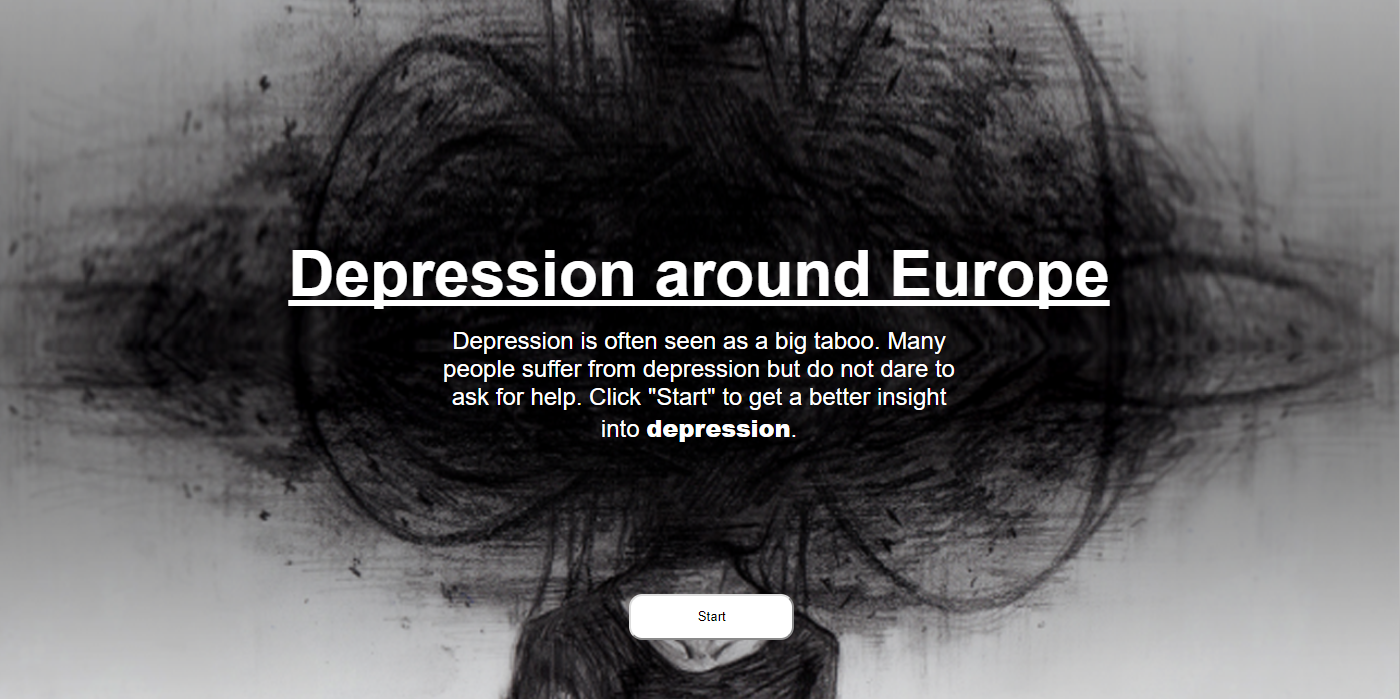 Depression around Europe
Depression is often seen as a big taboo. Many
people suffer from depression but do not dare to
ask for help. Click "Start" to get a better insight
into depression.
Start